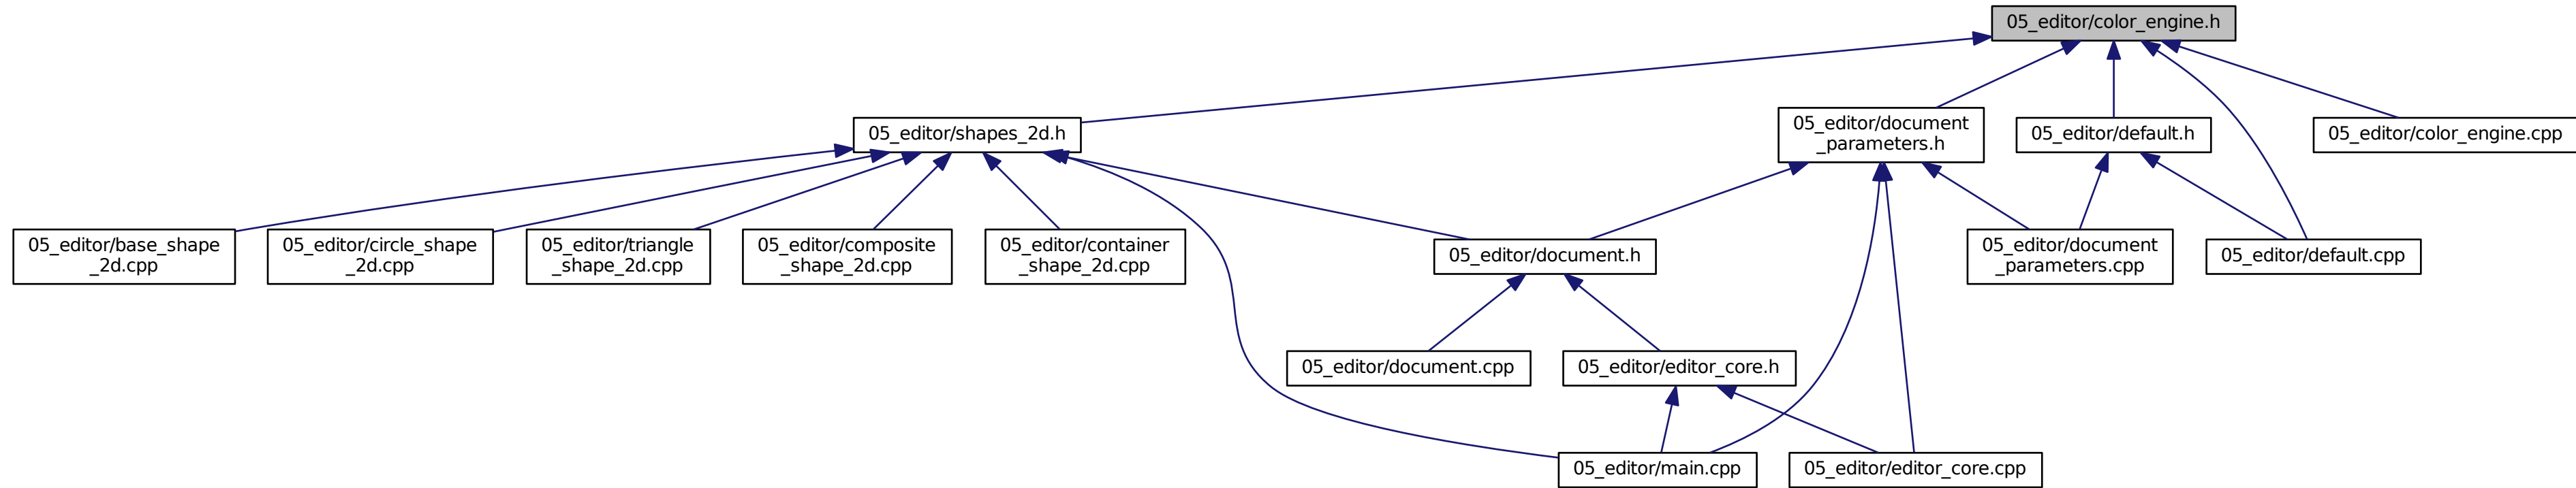 05_editor/color_engine.h
05_editor/shapes_2d.h
05_editor/document
_parameters.h
05_editor/default.h
05_editor/color_engine.cpp
05_editor/base_shape
_2d.cpp
05_editor/circle_shape
_2d.cpp
05_editor/triangle
_shape_2d.cpp
05_editor/composite
_shape_2d.cpp
05_editor/container
_shape_2d.cpp
05_editor/document.h
05_editor/document
_parameters.cpp
05_editor/default.cpp
05_editor/document.cpp
05_editor/editor_core.h
05_editor/main.cpp
05_editor/editor_core.cpp